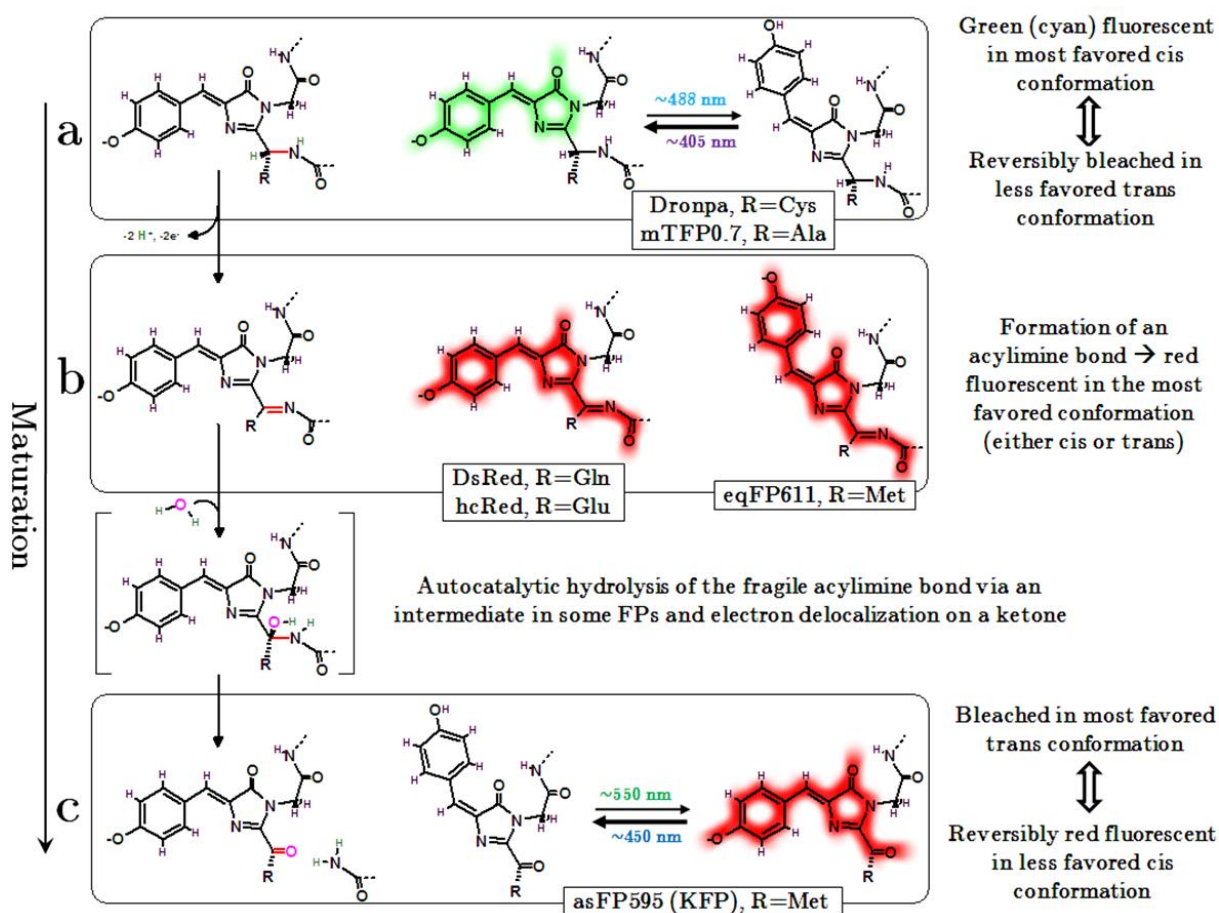 Maturation
a
Green (cyan) fluorescent
in most favored cis
conformation
Reversibly bleached in
less favored trans
conformation
~488 nm
~405 nm
Dronpa, R=Cys
mTFP0.7, R=Ala
-2 H+, -2e-
b
Formation of an
acylimine bond → red
fluorescent in the most
favored conformation
(either cis or trans)
DsRed, R=Gln
hcRed, R=Glu
eqFP611, R=Met
Autocatalytic hydrolysis of the fragile acylimine bond via an
intermediate in some FPs and electron delocalization on a ketone
c
Bleached in most favored
trans conformation
Reversibly red fluorescent
in less favored cis
conformation
~550 nm
~450 nm
asFP595 (KFP), R=Met